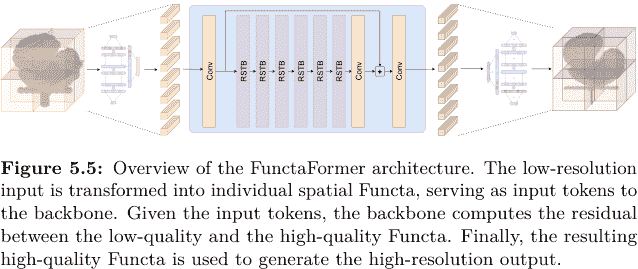 Conv
RSTB
RSTB
RSTB
RSTB
RSTB
RSTB
Conv
+
Conv
Figure 5.5: Overview of the FunctaFormer architecture. The low-resolution
input is transformed into individual spatial Functa, serving as input tokens to
the backbone. Given the input tokens, the backbone computes the residual
between the low-quality and the high-quality Functa. Finally, the resulting
high-quality Functa is used to generate the high-resolution output.